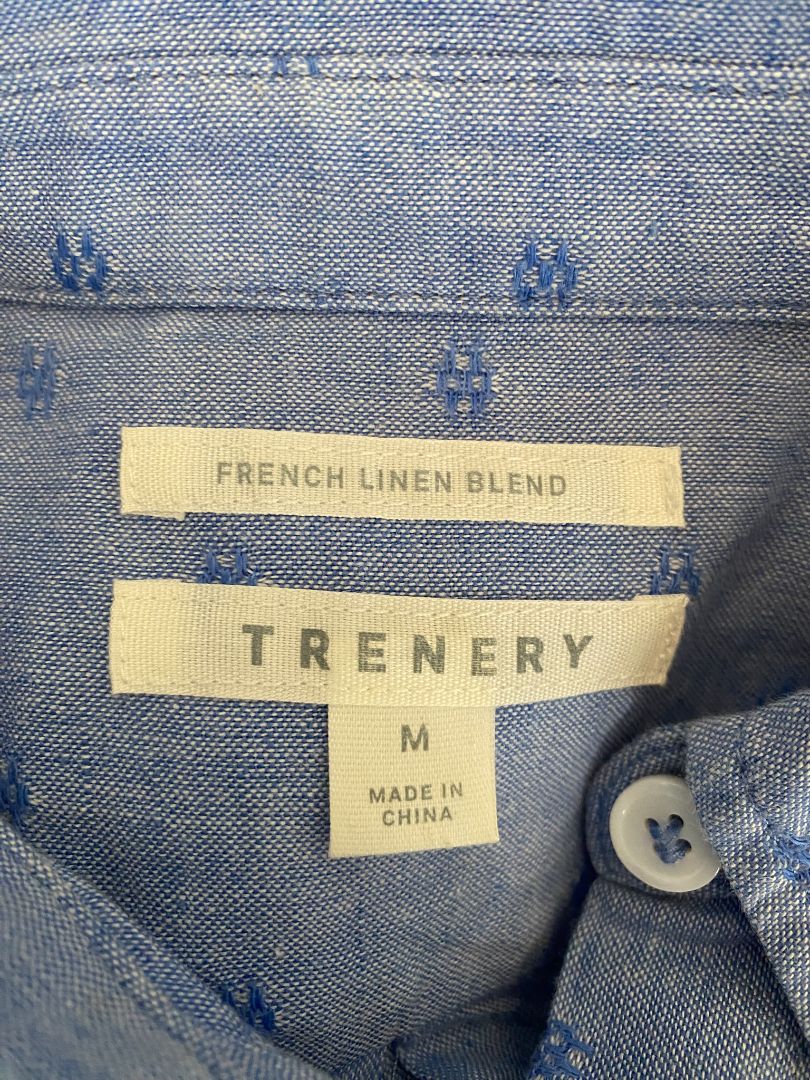 FRENCH LINEN BLEND
TRENERY
M
MADE IN
CHINA